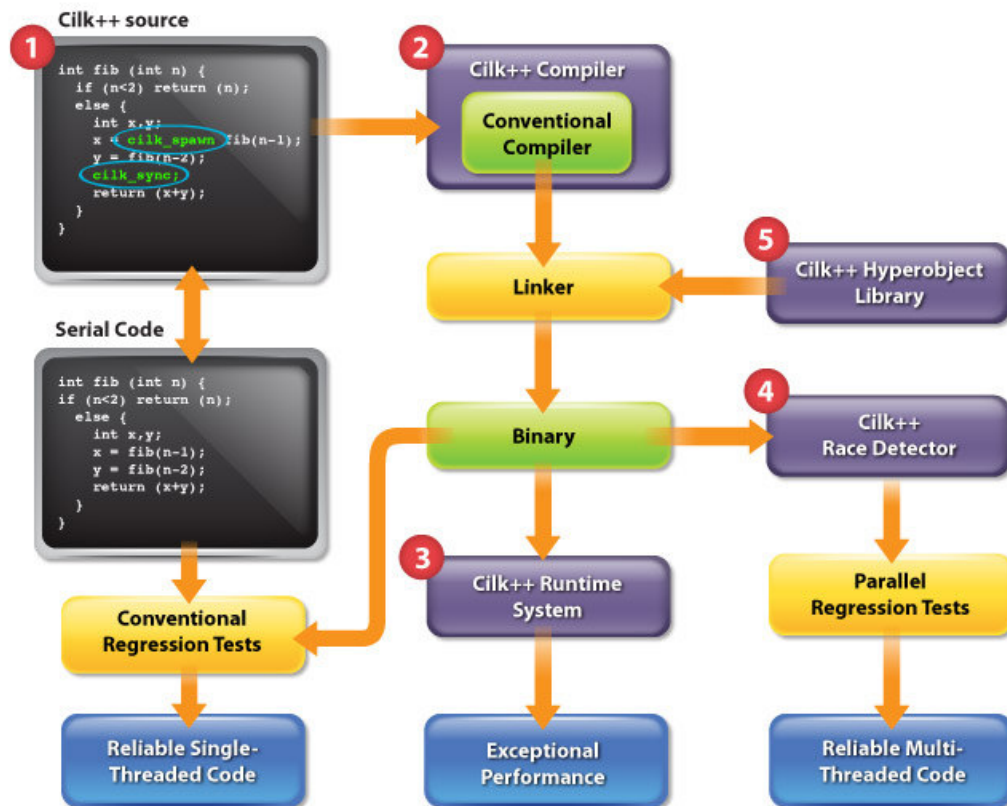 Cilk++ source
1
int fib (int n) {
if (n<2) return (n);
else {
int x,y;
x = cilk_spawn fib(n-1);
y = fib(n-2);
cilk_sync;
return (x+y);
}
}
2
Cilk++ Compiler
Conventional
Compiler
Linker
5
Cilk++ Hyperobject
Library
Serial Code
int fib (int n) {
if (n<2) return (n);
else {
int x,y;
x = fib(n-1);
y = fib(n-2);
return (x+y);
}
}
Binary
4
Cilk++
Race Detector
3
Cilk++ Runtime
System
Conventional
Regression Tests
Parallel
Regression Tests
Reliable Single-
Threaded Code
Exceptional
Performance
Reliable Multi-
Threaded Code